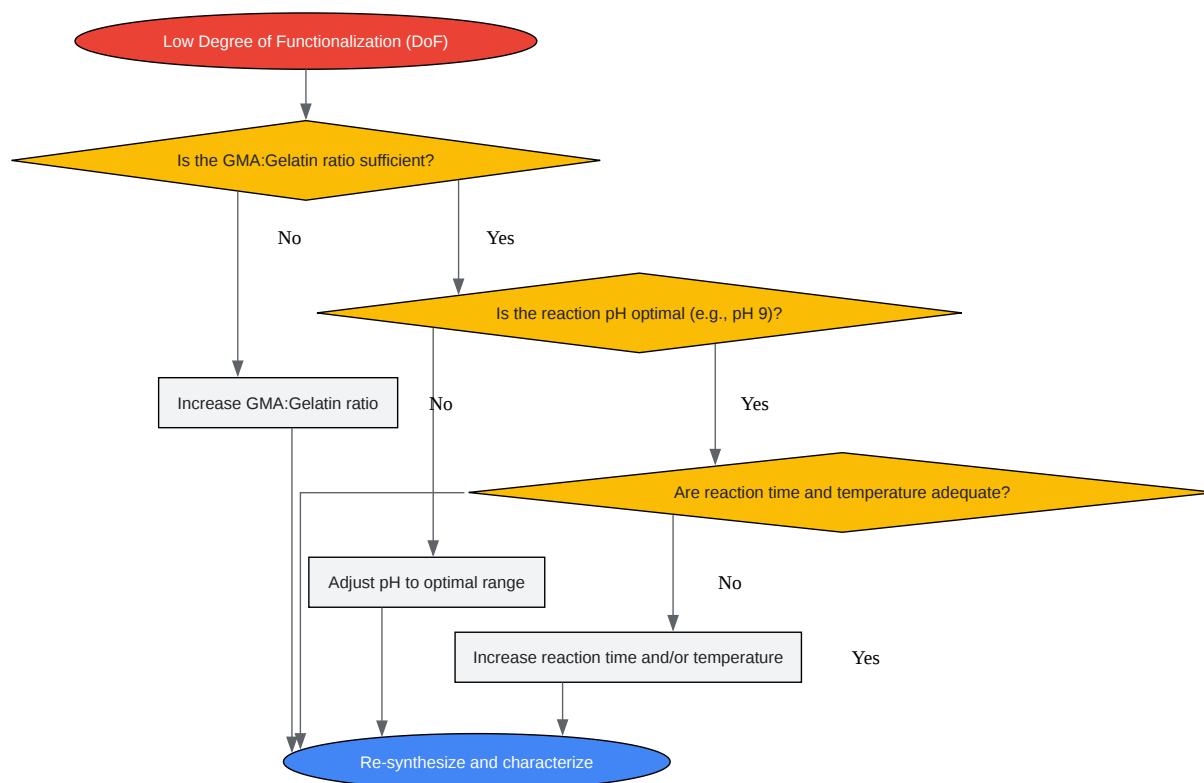 Low Degree of Functionalization (DoF)
Is the GMA:Gelatin ratio sufficient?
No
Yes
Is the reaction pH optimal (e.g., pH 9)?
Increase GMA:Gelatin ratio
No
Yes
Are reaction time and temperature adequate?
Adjust pH to optimal range
No
Increase reaction time and/or temperature
Yes
Re-synthesize and characterize